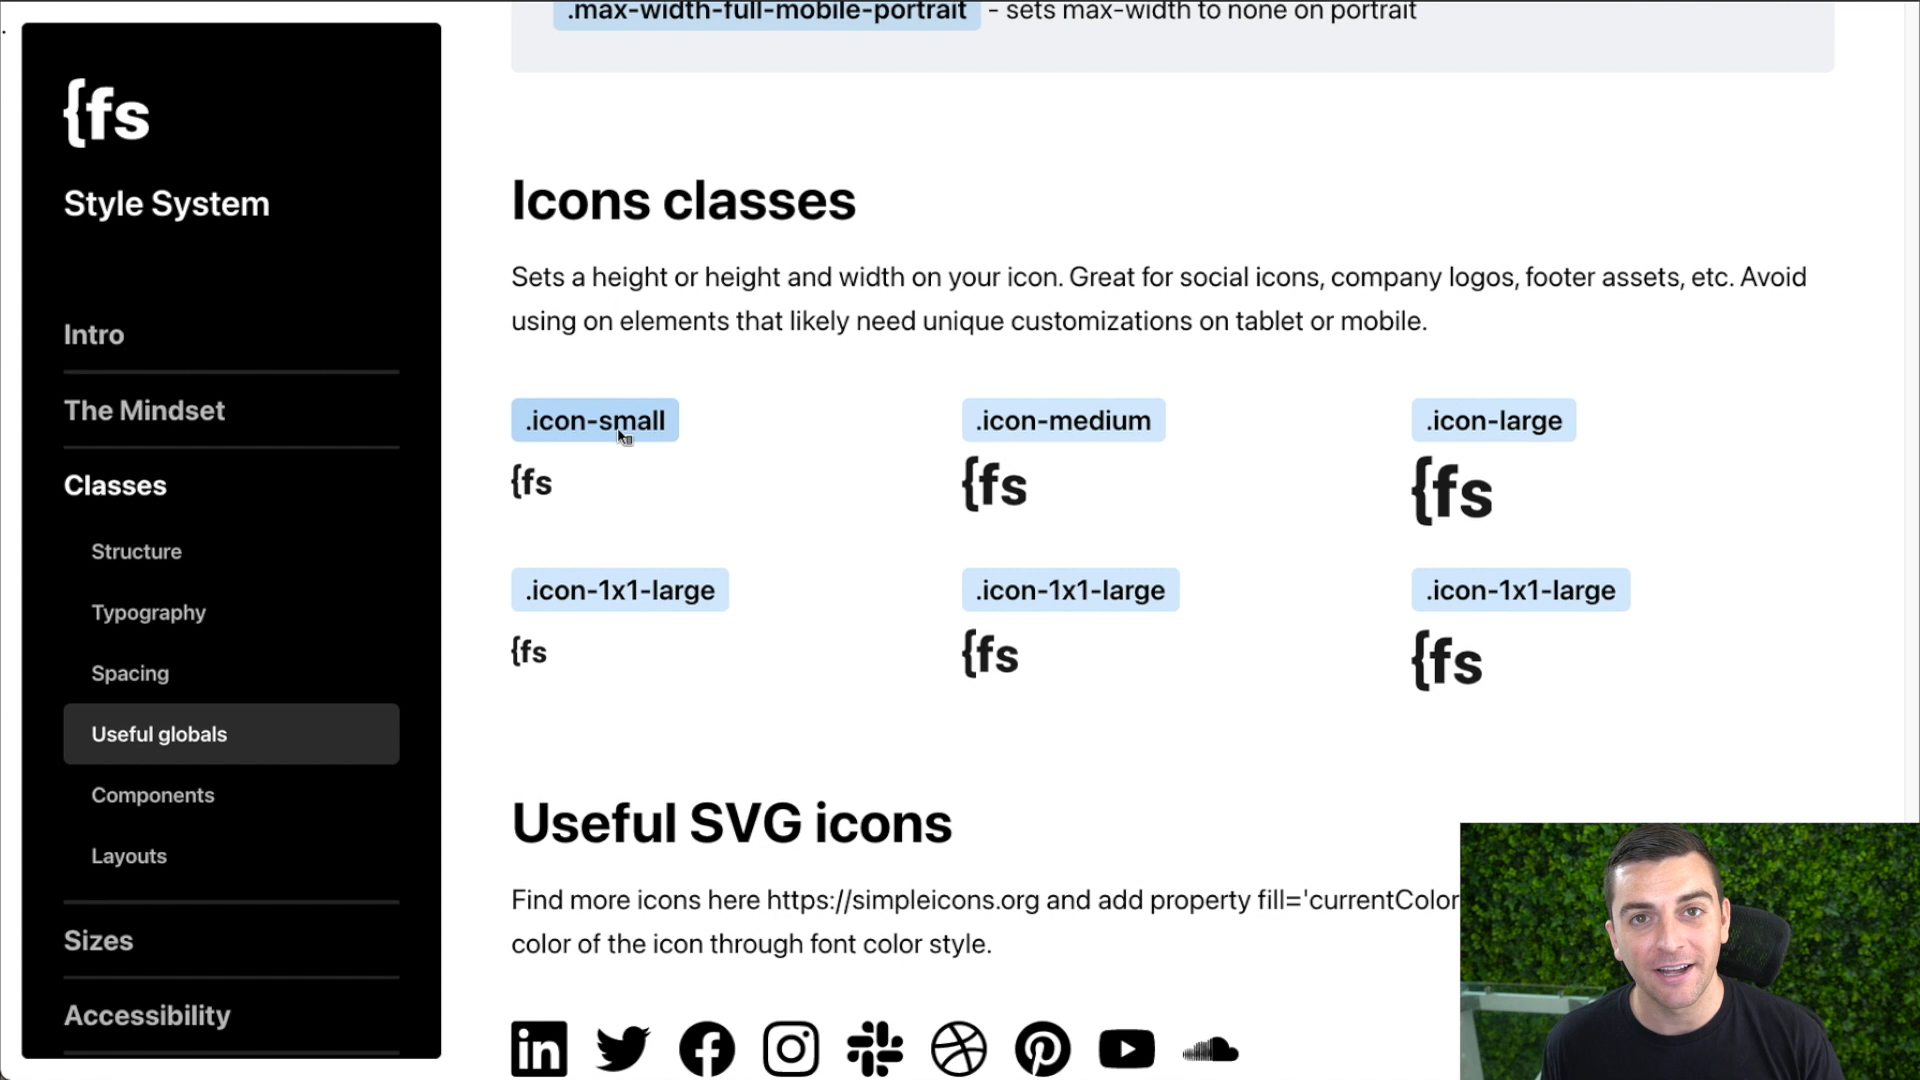 .max-width-full-mobile-portrait - sets max-width to none on portrait
{fs
Style System
Intro
The Mindset
Classes
Structure
Typography
Spacing
Useful globals
Components
Layouts
Sizes
Accessibility
Icons classes
Sets a height or height and width on your icon. Great for social icons, company logos, footer assets, etc. Avoid
using on elements that likely need unique customizations on tablet or mobile.
.icon-small
{fs
.icon-medium
{fs
.icon-large
{fs
.icon-1x1-large
{fs
.icon-1x1-large
{fs
.icon-1x1-large
{fs
Useful SVG icons
Find more icons here https://simpleicons.org and add property fill='currentColor
color of the icon through font color style.
in